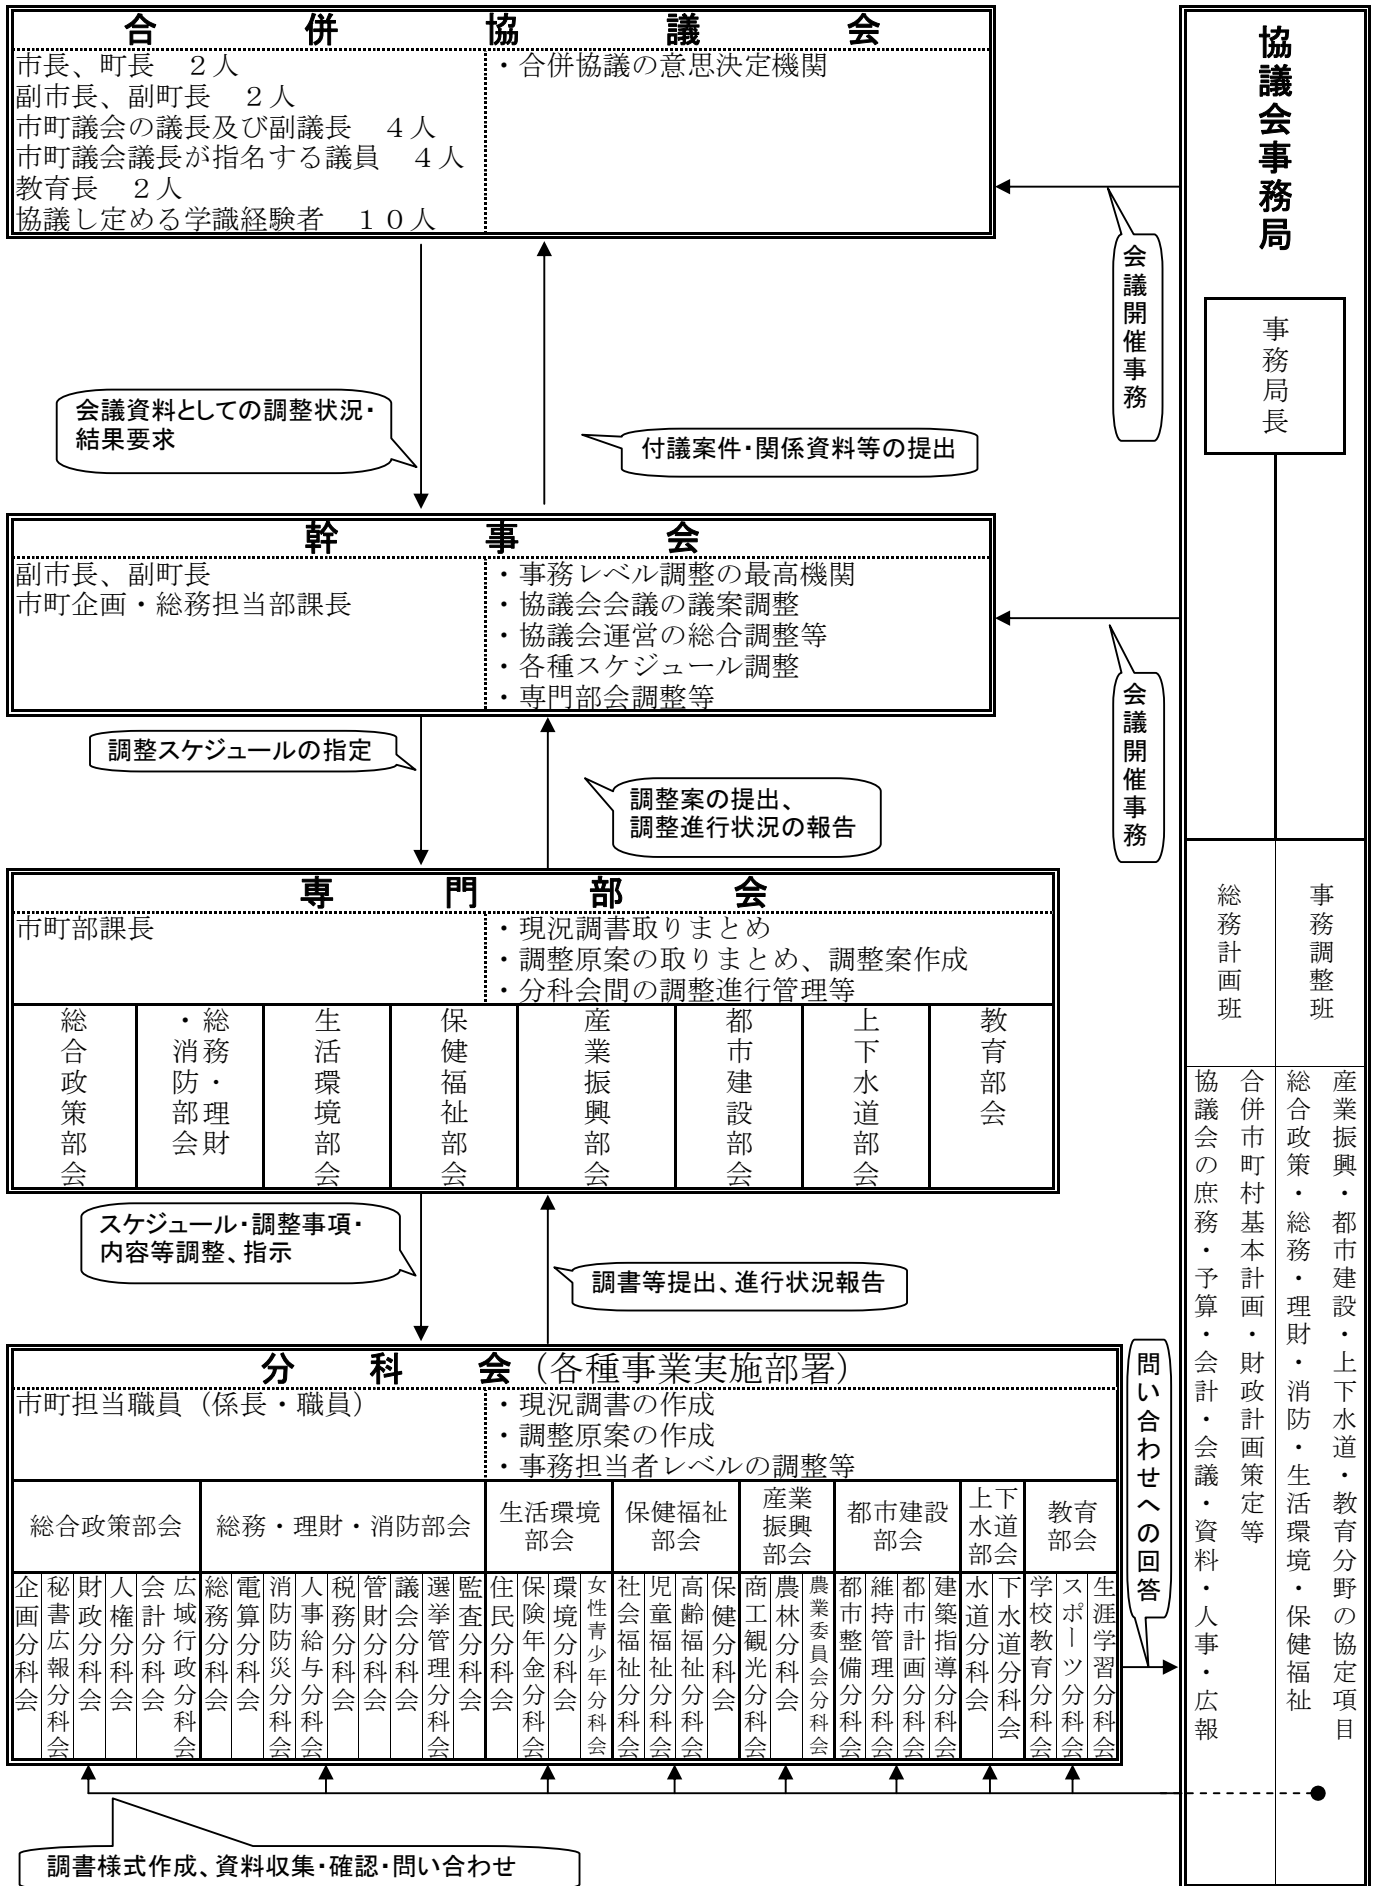 合併協議会
市長、町長　２人
副市長、副町長　２人
市町議会の議長及び副議長　４人
市町議会議長が指名する議員　４人
教育長　２人
協議し定める学識経験者　１０人
・合併協議の意思決定機関
会議資料としての調整状況・
結果要求
付議案件・関係資料等の提出
会議開催事務
幹事会
副市長、副町長
市町企画・総務担当部課長
・事務レベル調整の最高機関
・協議会会議の議案調整
・協議会運営の総合調整等
・各種スケジュール調整
・専門部会調整等
調整スケジュールの指定
調整案の提出、
調整進行状況の報告
会議開催事務
専門部会
市町部課長
・現況調書取りまとめ
・調整原案の取りまとめ、調整案作成
・分科会間の調整進行管理等
総合政策部会
総務・理財
・消防部会
生活環境部会
保健福祉部会
産業振興部会
都市建設部会
上下水道部会
教育部会
スケジュール・調整事項・
内容等調整、指示
調書等提出、進行状況報告
分科会（各種事業実施部署）
市町担当職員（係長・職員）
・現況調書の作成
・調整原案の作成
・事務担当者レベルの調整等
総合政策部会
総務・理財・消防部会
生活環境
部会
保健福祉
部会
産業
振興
部会
都市建設
部会
上下
水道
部会
教育
部会
企画分科会
秘書広報分科会
財政分科会
人権分科会
会計分科会
広域行政分科会
総務分科会
電算分科会
消防防災分科会
人事給与分科会
税務分科会
管財分科会
議会分科会
選挙管理分科会
監査分科会
住民分科会
保険年金分科会
環境分科会
女性青少年分科会
社会福祉分科会
児童福祉分科会
高齢福祉分科会
保健分科会
商工観光分科会
農林分科会
農業委員会分科会
都市整備分科会
維持管理分科会
都市計画分科会
建築指導分科会
水道分科会
下水道分科会
学校教育分科会
スポーツ分科会
生涯学習分科会
問い合わせへの回答
調書様式作成、資料収集・確認・問い合わせ
協議会事務局
事務局長
事務調整班
総務計画班
産業振興・都市建設・上下水道・教育分野の協定項目
総合政策・総務・理財・消防・生活環境・保健福祉
合併市町村基本計画・財政計画策定等
協議会の庶務・予算・会計・会議・資料・人事・広報